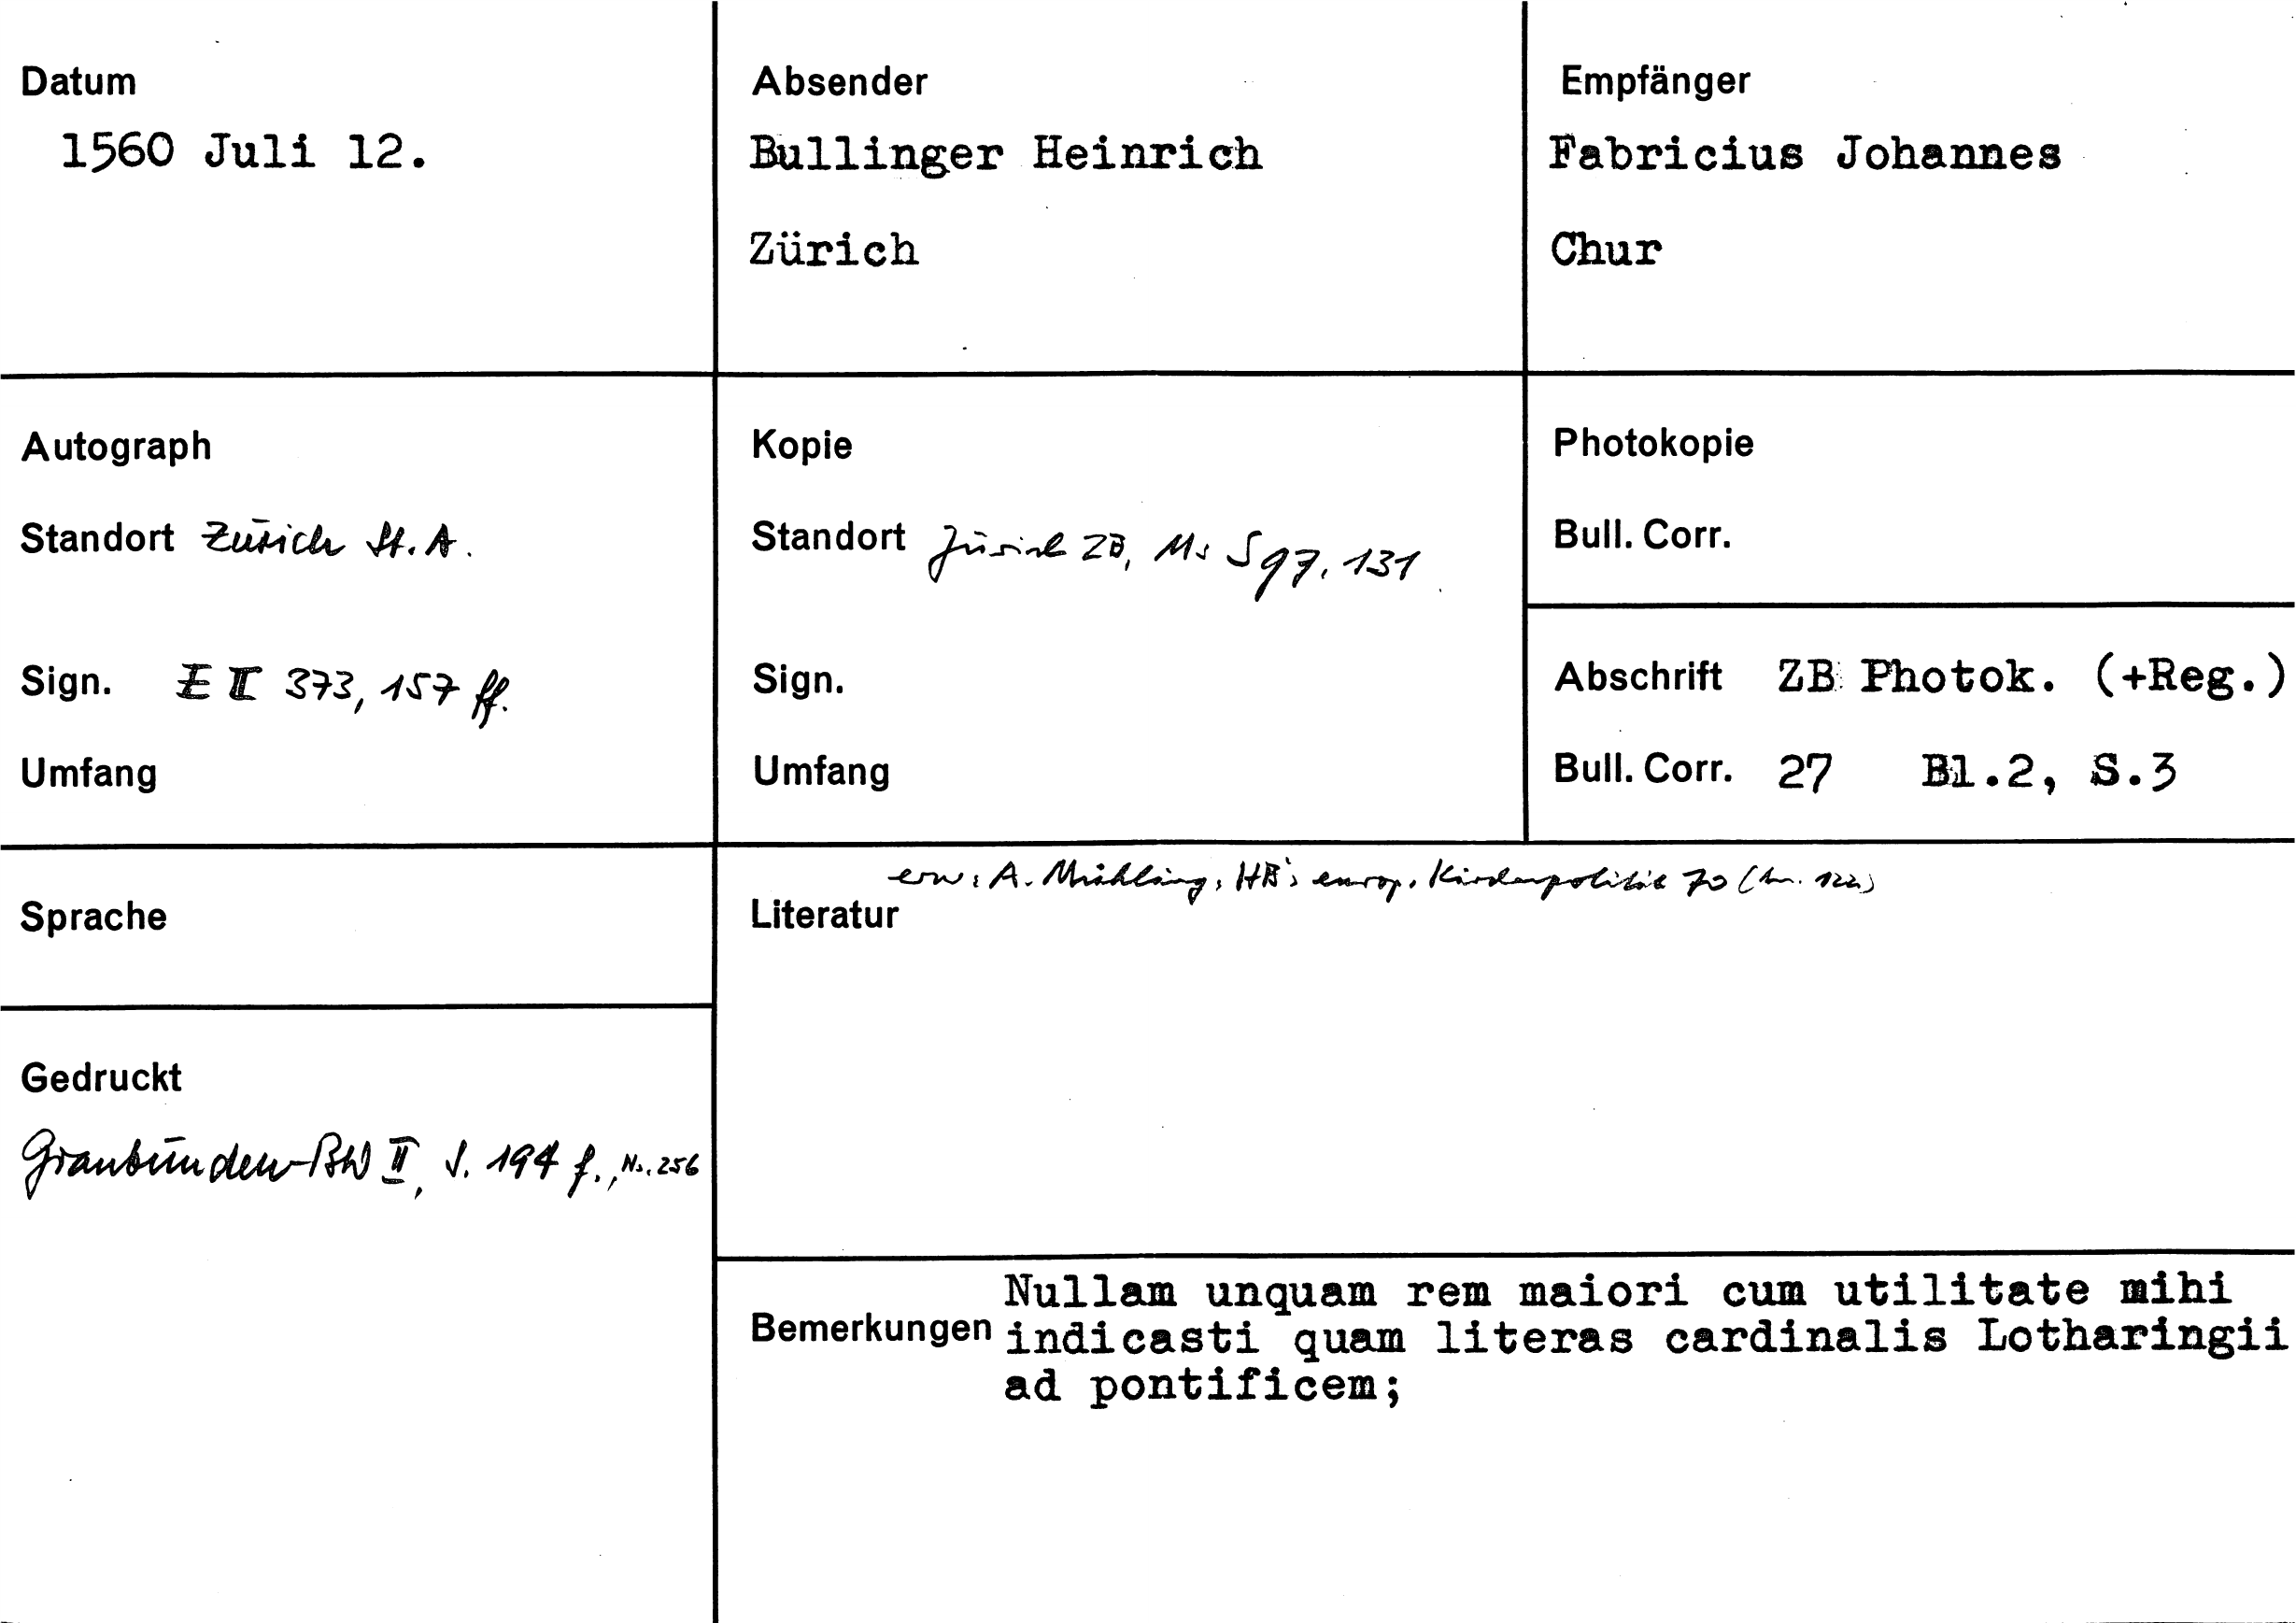 Datum
1560 Juli 12.
Absender
Bullinger Heinrich
Zürich
Empfänger
Fabricius Johannes
Chur
Autograph
Standort Zürich St. A.
Sign. E II 373, 157 ff.
Umfang
Kopie
Standort Zürich ZB, Ms S 97, 131
Sign.
Umfang
Photokopie
Bull. Corr.
Abschrift ZB Photok. (+Reg.)
Bull. Corr. 27 Bl.2, S.3
Sprache
Gedruckt
Graubünden-BW II, S. 194 f., Nr. 256
erw: A. Mühling, HB's europ. Kirchenpolitik 70 (An. 122)
Literatur
Bemerkungen
Nullam unquam rem maiori cum utilitate mihi
indicasti quam literas cardinalis Lotharingii
ad pontificem;